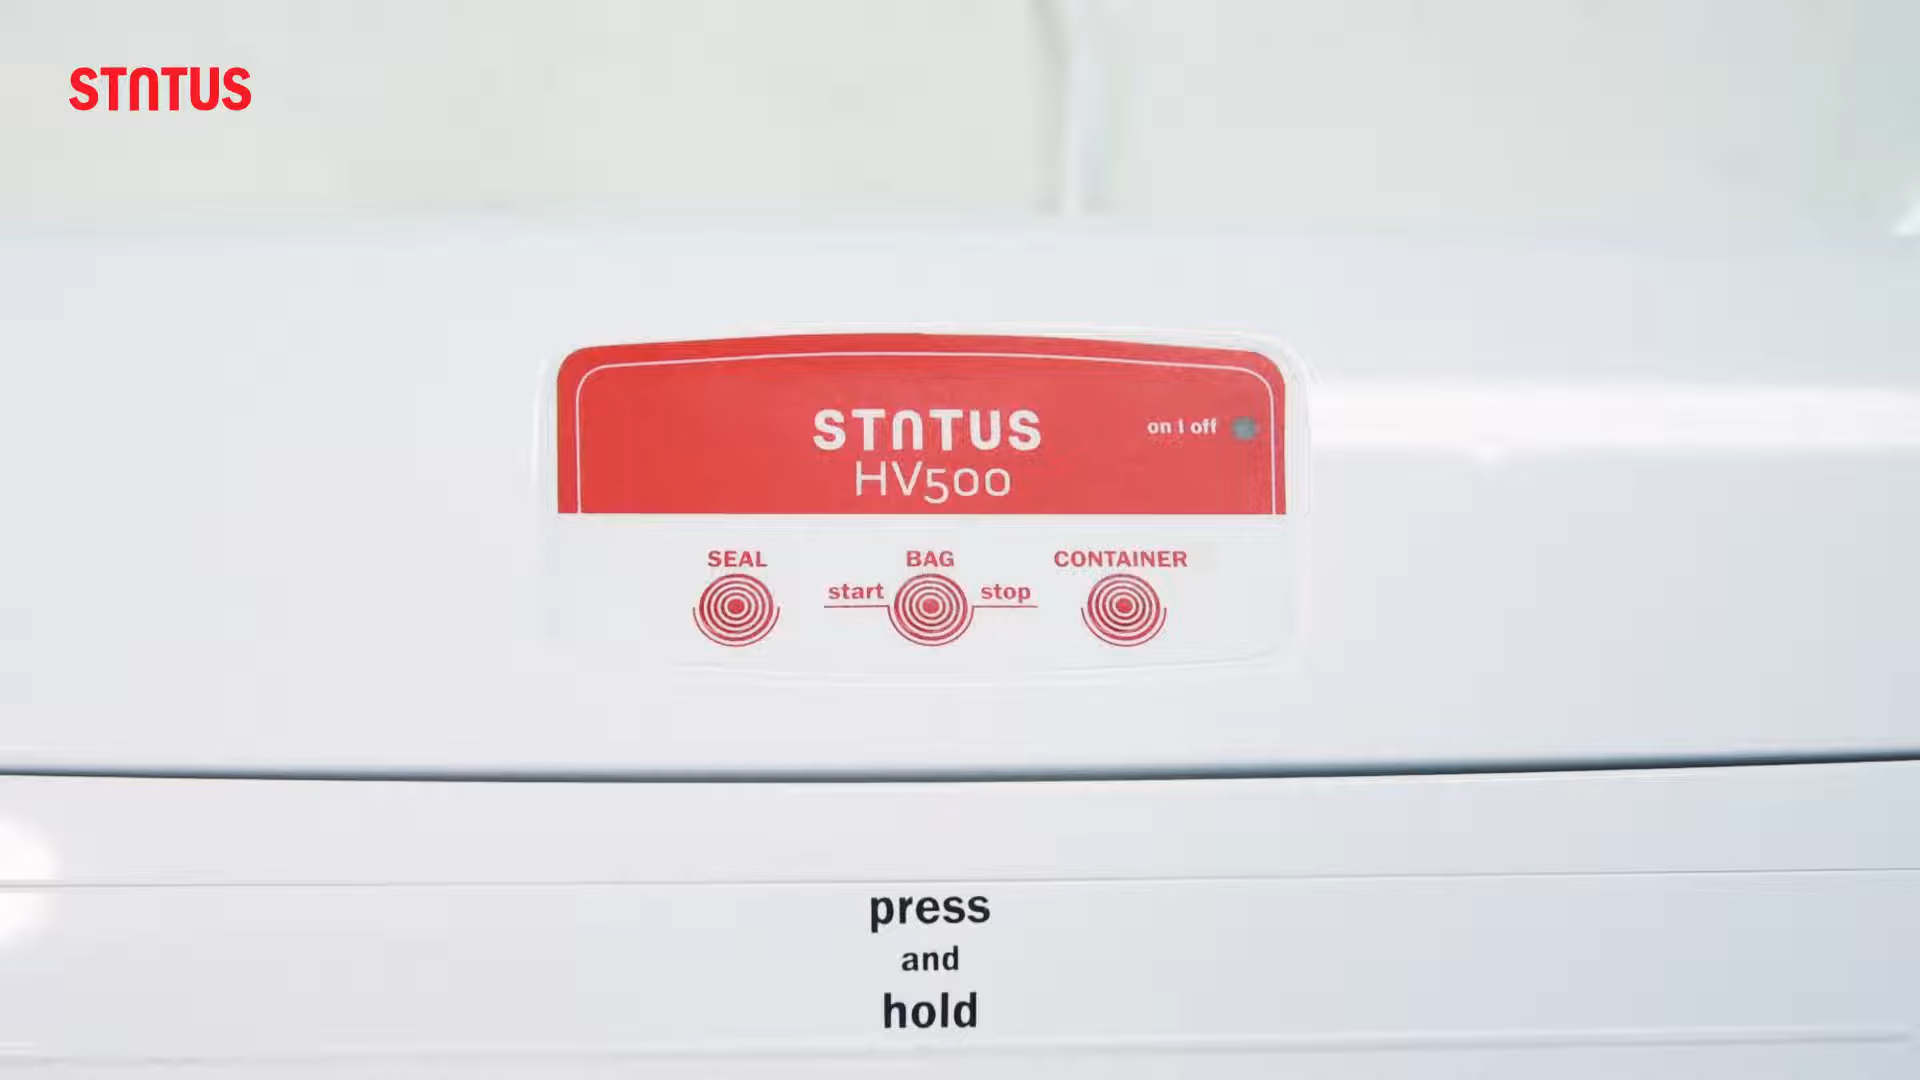 STATUS
STATUS
on | off
HV500
SEAL
BAG
CONTAINER
start
stop
press
and
hold